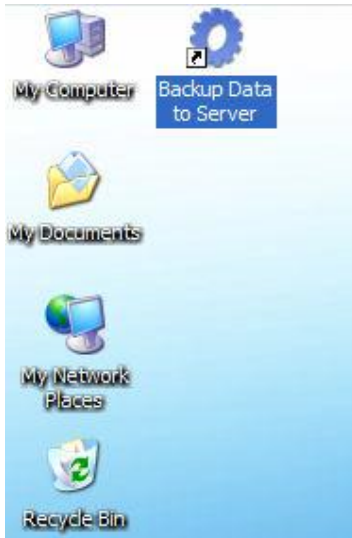 My Computer
Backup Data
to Server
My Documents
My Network
Places
Recycle Bin